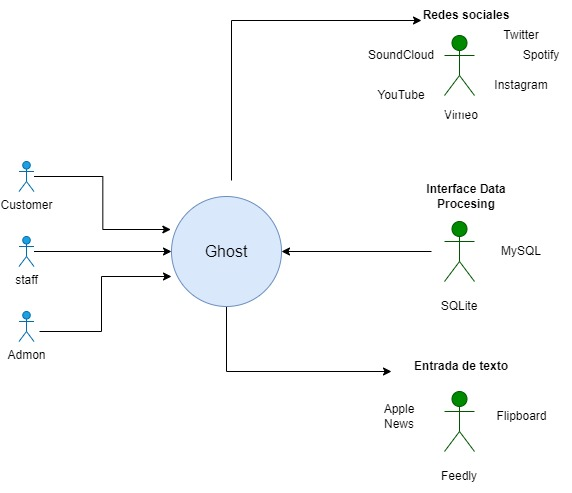 Redes sociales
Twitter
SoundCloud
Spotify
Instagram
YouTube
Vimeo
Customer
Interface Data
Procesing
Ghost
MySQL
staff
SQLite
Admon
Entrada de texto
Apple
News
Flipboard
Feedly